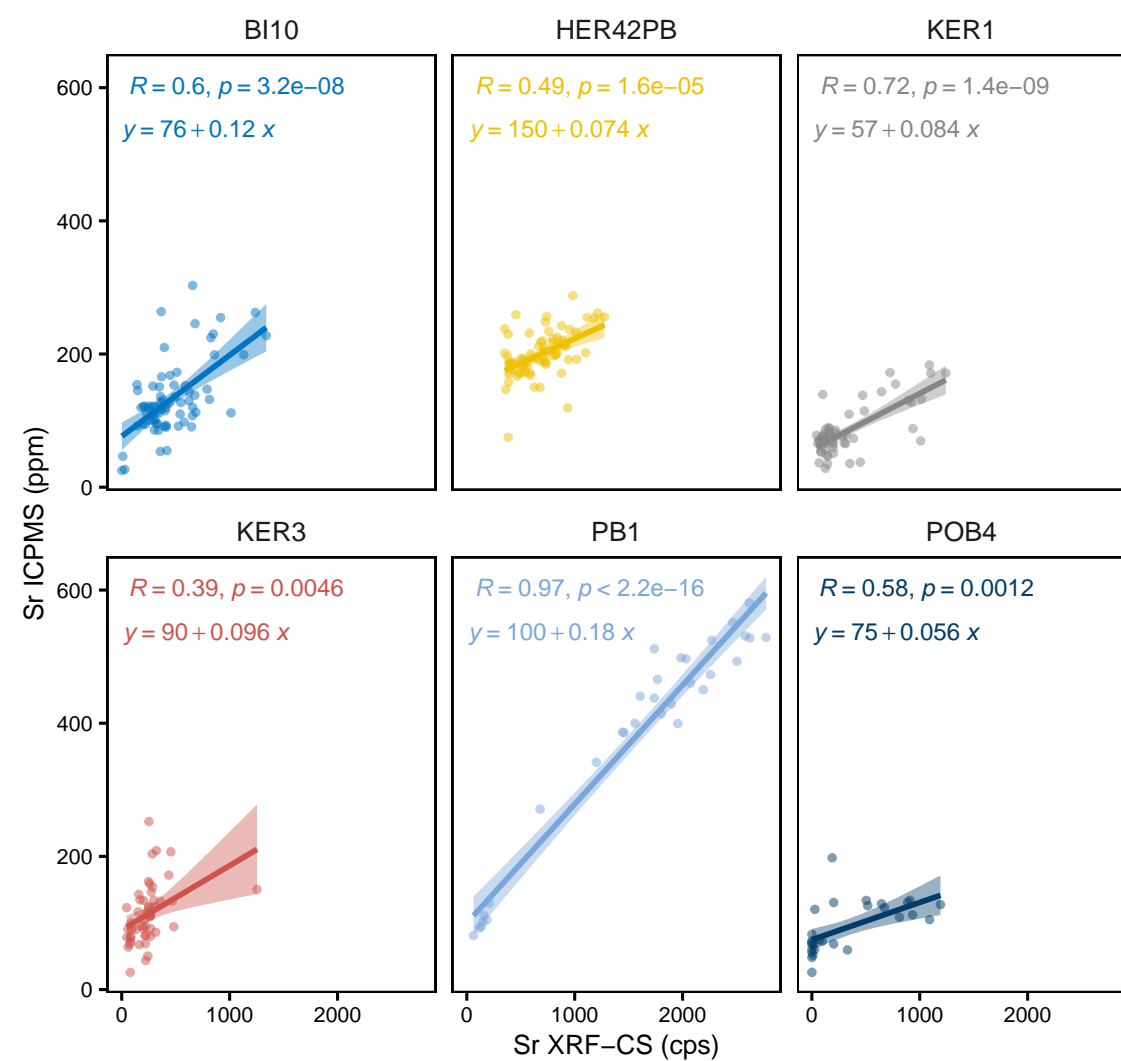 BI10 HER42PB KER1
R = 0.6, p = 3.2e−08 R = 0.49, p = 1.6e−05 R = 0.72, p = 1.4e−09
y = 76 + 0.12 x y = 150 + 0.074 x y = 57 + 0.084 x
600
400
200
0
Sr ICPMS (ppm)
KER3 PB1 POB4
R = 0.39, p = 0.0046 R = 0.97, p < 2.2e−16 R = 0.58, p = 0.0012
y = 90 + 0.096 x y = 100 + 0.18 x y = 75 + 0.056 x
600
400
200
0
0 1000 2000 0 1000 2000 0 1000 2000
Sr XRF−CS (cps)